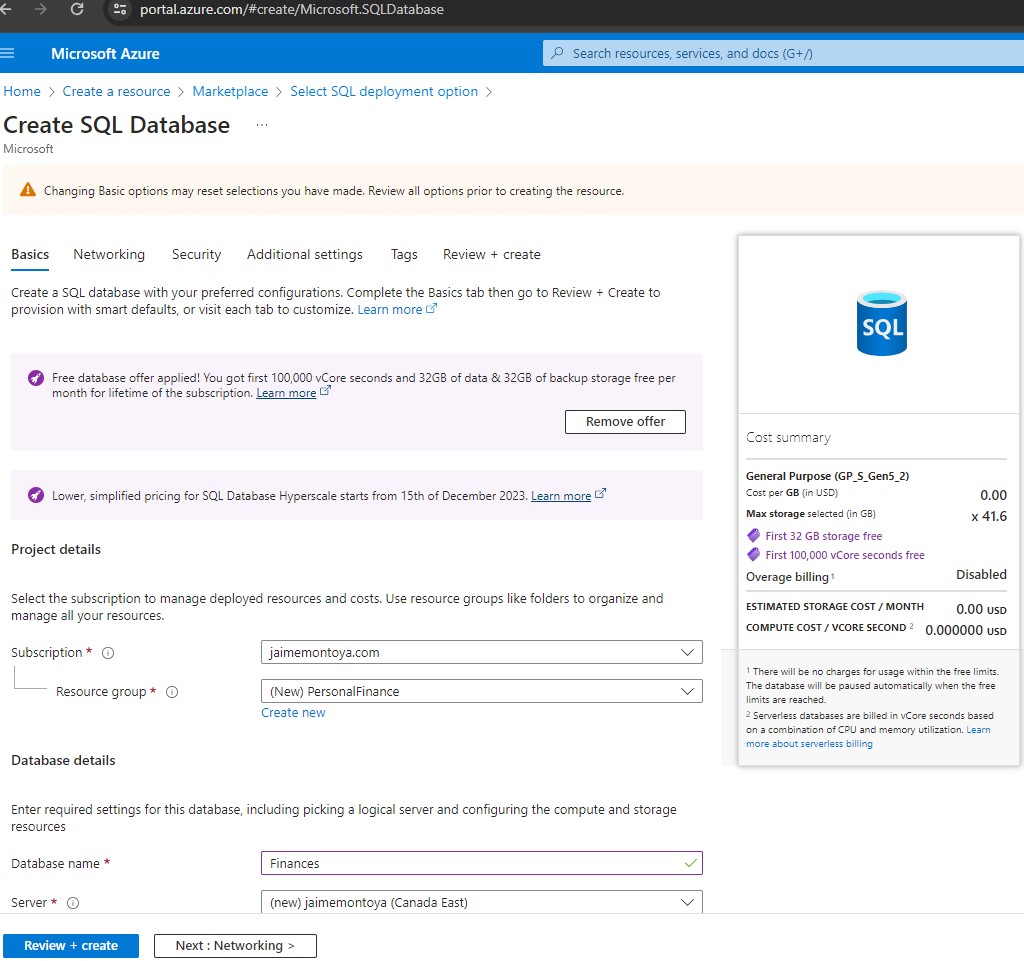 portal.azure.com/#create/Microsoft.SQLDatabase
Microsoft Azure
Search resources, services, and docs (G+/)
Home > Create a resource > Marketplace > Select SQL deployment option >
Create SQL Database ...
Microsoft
Changing Basic options may reset selections you have made. Review all options prior to creating the resource.
Basics Networking Security Additional settings Tags Review + create
Create a SQL database with your preferred configurations. Complete the Basics tab then go to Review + Create to
provision with smart defaults, or visit each tab to customize. Learn more
Free database offer applied! You got first 100,000 vCore seconds and 32GB of data & 32GB of backup storage free per
month for lifetime of the subscription. Learn more
Remove offer
Lower, simplified pricing for SQL Database Hyperscale starts from 15th of December 2023. Learn more
Project details
Select the subscription to manage deployed resources and costs. Use resource groups like folders to organize and
manage all your resources.
Subscription *
jaimemontoya.com
Resource group *
(New) PersonalFinance
Create new
Database details
Enter required settings for this database, including picking a logical server and configuring the compute and storage
resources
Database name *
Finances
Server *
(new) jaimemontoya (Canada East)
Review + create
Next : Networking >
SQL
Cost summary
General Purpose (GP_S_Gen5_2)
Cost per GB (in USD) 0.00
Max storage selected (in GB) x 41.6
First 32 GB storage free
First 100,000 vCore seconds free
Overage billing 1 Disabled
ESTIMATED STORAGE COST / MONTH 0.00 USD
COMPUTE COST / VCORE SECOND 2 0.000000 USD
1 There will be no charges for usage within the free limits.
The database will be paused automatically when the free
limits are reached.
2 Serverless databases are billed in vCore seconds based
on a combination of CPU and memory utilization. Learn
more about serverless billing